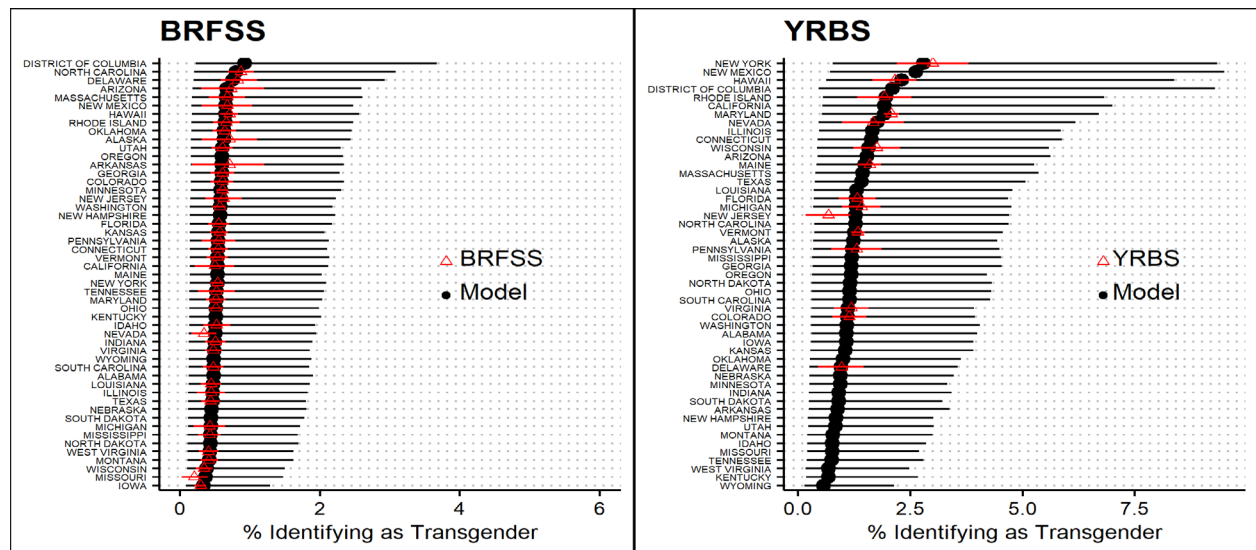 BRFSS
DISTRICT OF COLUMBIA
NORTH CAROLINA
DELAWARE
ARIZONA
MASSACHUSETTS
NEW MEXICO
HAWAII
RHODE ISLAND
OKLAHOMA
ALASKA
UTAH
OREGON
ARKANSAS
GEORGIA
COLORADO
MINNESOTA
NEW JERSEY
WASHINGTON
NEW HAMPSHIRE
FLORIDA
KANSAS
PENNSYLVANIA
CONNECTICUT
VERMONT
CALIFORNIA
MAINE
NEW YORK
TENNESSEE
MARYLAND
OHIO
KENTUCKY
IDAHO
NEVADA
INDIANA
VIRGINIA
WYOMING
SOUTH CAROLINA
ALABAMA
LOUISIANA
ILLINOIS
TEXAS
NEBRASKA
SOUTH DAKOTA
MICHIGAN
MISSISSIPPI
NORTH DAKOTA
WEST VIRGINIA
MONTANA
WISCONSIN
MISSOURI
IOWA
BRFSS
Model
0 2 4 6
% Identifying as Transgender
YRBS
NEW YORK
NEW MEXICO
HAWAII
DISTRICT OF COLUMBIA
RHODE ISLAND
CALIFORNIA
MARYLAND
NEVADA
ILLINOIS
CONNECTICUT
WISCONSIN
ARIZONA
MAINE
MASSACHUSETTS
TEXAS
LOUISIANA
FLORIDA
MICHIGAN
NEW JERSEY
NORTH CAROLINA
VERMONT
ALASKA
PENNSYLVANIA
MISSISSIPPI
GEORGIA
OREGON
NORTH DAKOTA
OHIO
SOUTH CAROLINA
VIRGINIA
COLORADO
WASHINGTON
ALABAMA
IOWA
KANSAS
OKLAHOMA
DELAWARE
NEBRASKA
MINNESOTA
INDIANA
SOUTH DAKOTA
ARKANSAS
NEW HAMPSHIRE
UTAH
MONTANA
IDAHO
MISSOURI
TENNESSEE
WEST VIRGINIA
KENTUCKY
WYOMING
YRBS
Model
0.0 2.5 5.0 7.5
% Identifying as Transgender